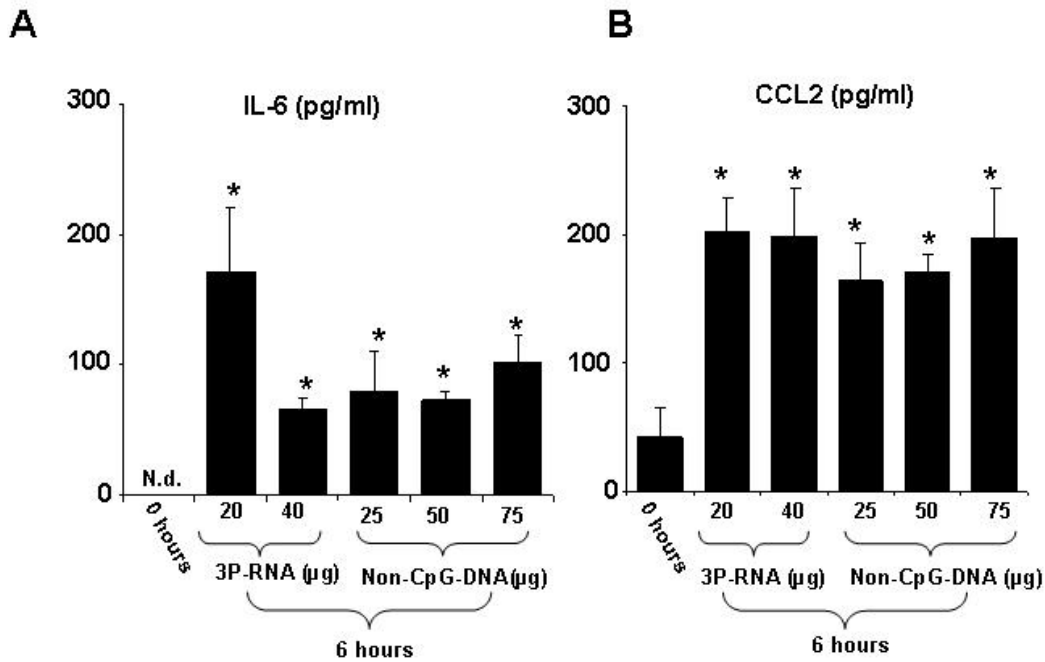 A
IL-6 (pg/ml)
300
200
100
0
*
*
*
*
*
N.d.
0 hours
20 40 25 50 75
3P-RNA (µg) Non-CpG-DNA(µg)
6 hours
B
CCL2 (pg/ml)
300
200
100
0
*
*
*
*
*
0 hours
20 40 25 50 75
3P-RNA (µg) Non-CpG-DNA (µg)
6 hours